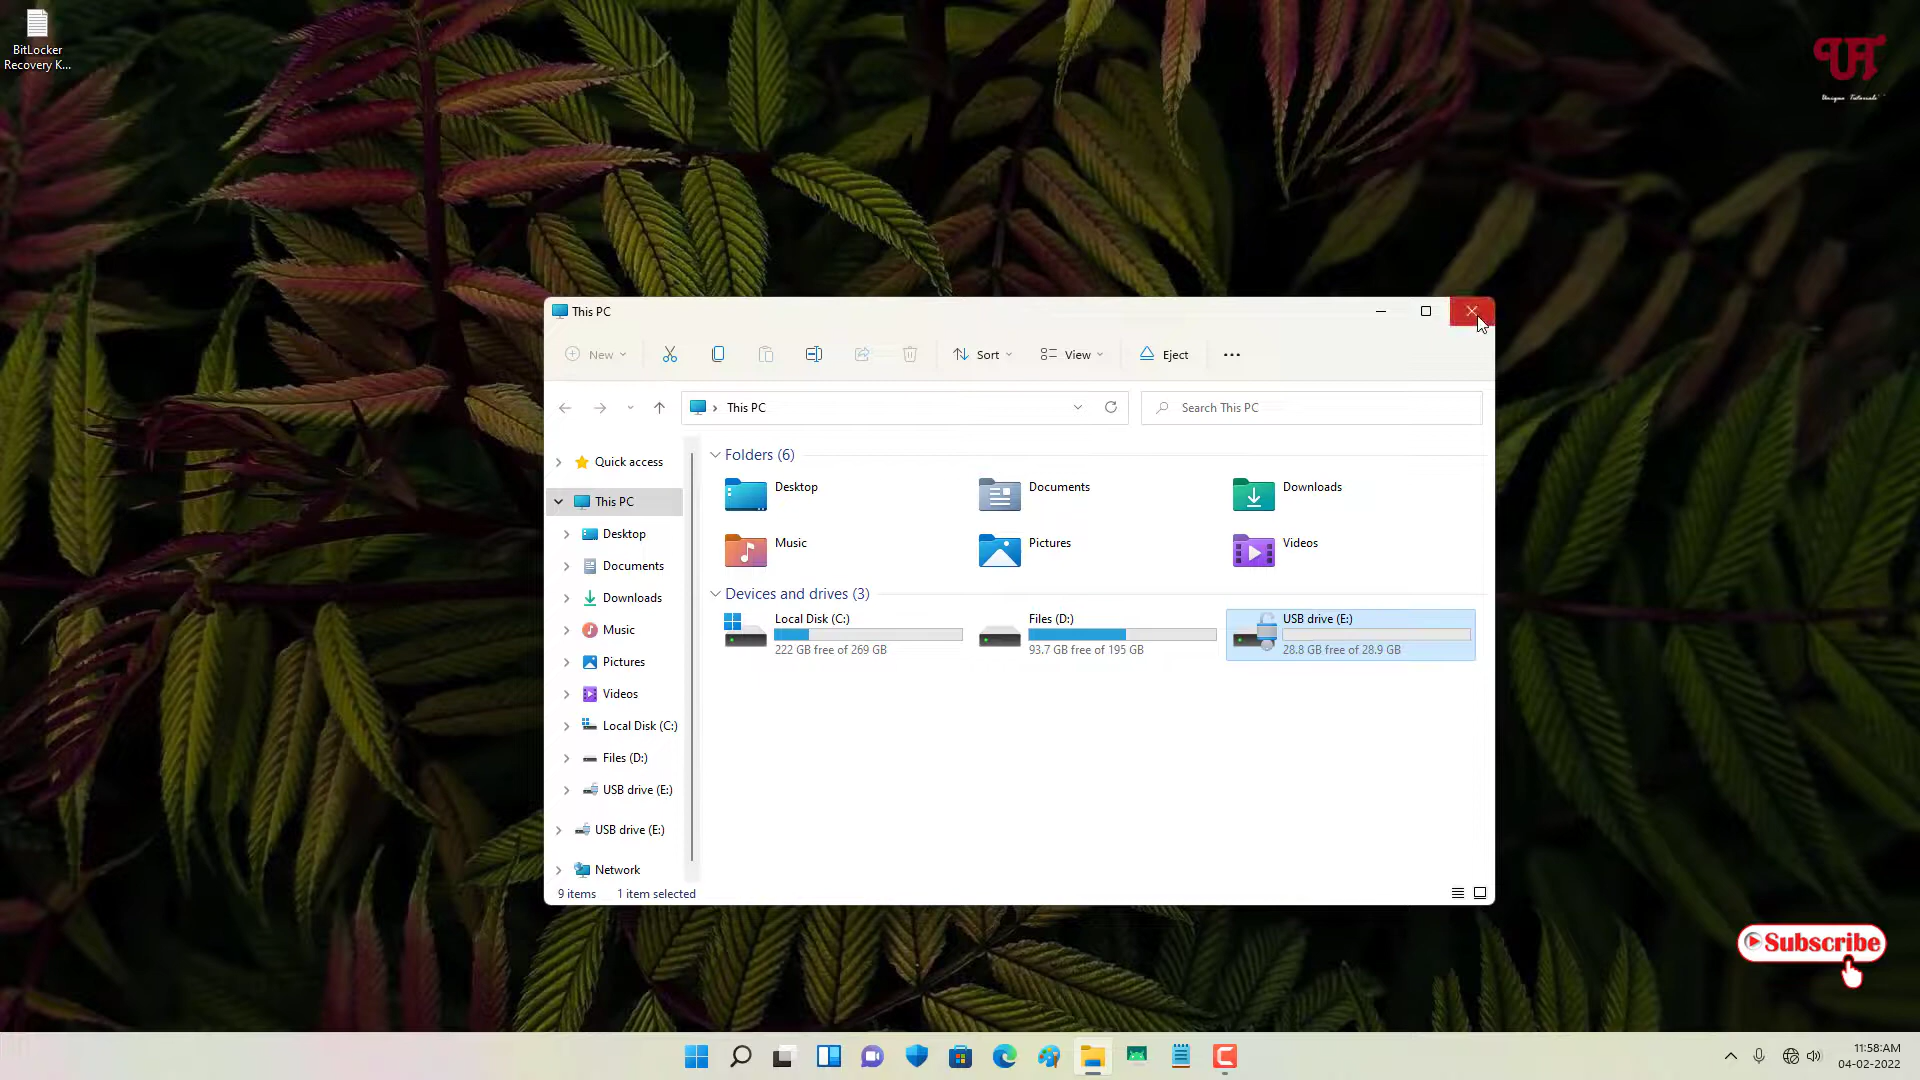 BitLocker
Recovery K...
UT
Unique Tutorials
This PC
New
Sort
View
Eject
This PC
Search This PC
Quick access
This PC
Desktop
Documents
Downloads
Music
Pictures
Videos
Local Disk (C:)
Files (D:)
USB drive (E:)
USB drive (E:)
Network
Folders (6)
Desktop
Documents
Downloads
Music
Pictures
Videos
Devices and drives (3)
Local Disk (C:)
222 GB free of 269 GB
Files (D:)
93.7 GB free of 195 GB
USB drive (E:)
28.8 GB free of 28.9 GB
9 items
1 item selected
Subscribe
11:58:AM
04-02-2022